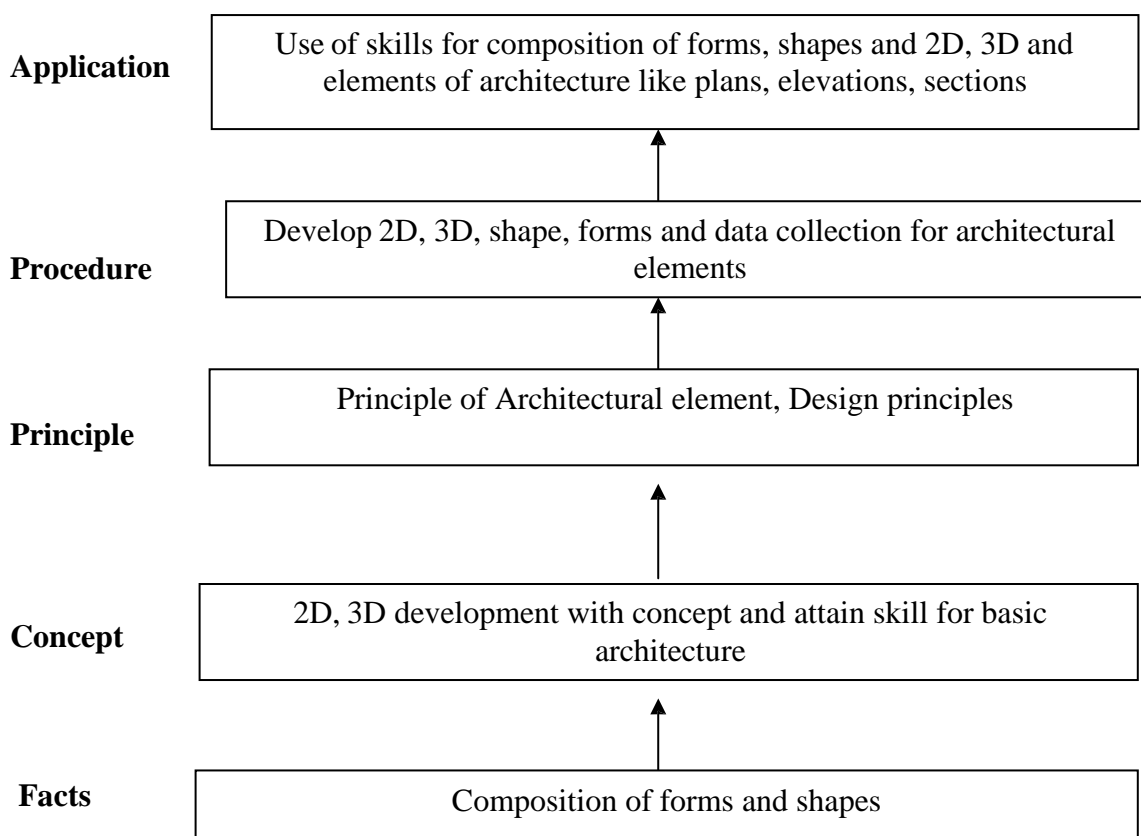 Application
Use of skills for composition of forms, shapes and 2D, 3D and
elements of architecture like plans, elevations, sections
Procedure
Develop 2D, 3D, shape, forms and data collection for architectural
elements
Principle
Principle of Architectural element, Design principles
Concept
2D, 3D development with concept and attain skill for basic
architecture
Facts
Composition of forms and shapes